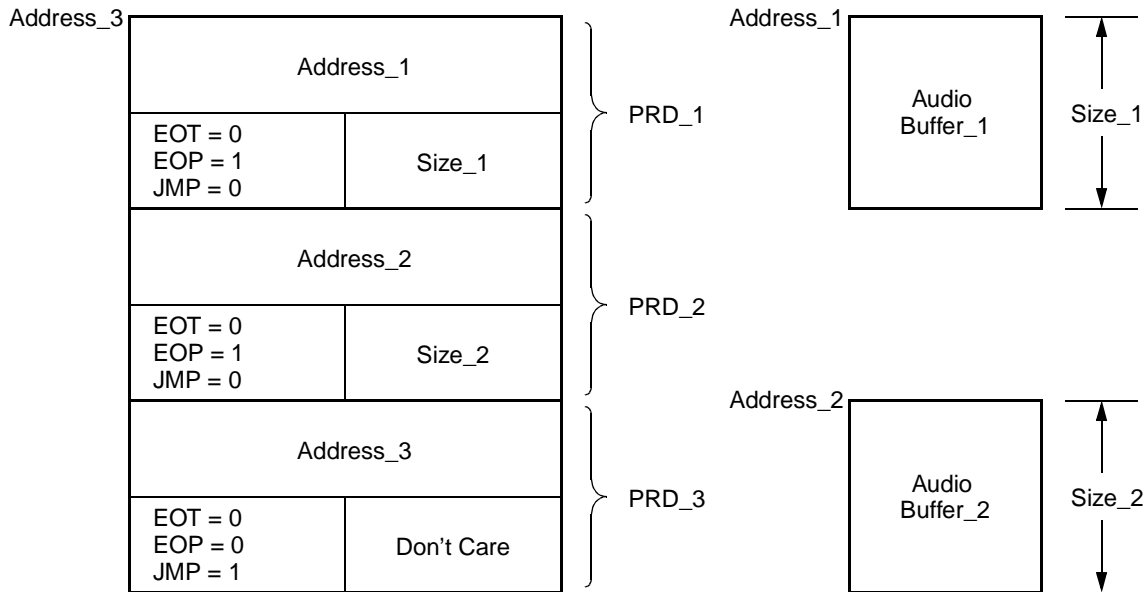 Address_3
Address_1
EOT = 0
EOP = 1
JMP = 0
Size_1
PRD_1
Address_2
EOT = 0
EOP = 1
JMP = 0
Size_2
PRD_2
Address_3
EOT = 0
EOP = 0
JMP = 1
Don't Care
PRD_3
Address_1
Audio
Buffer_1
Size_1
Address_2
Audio
Buffer_2
Size_2